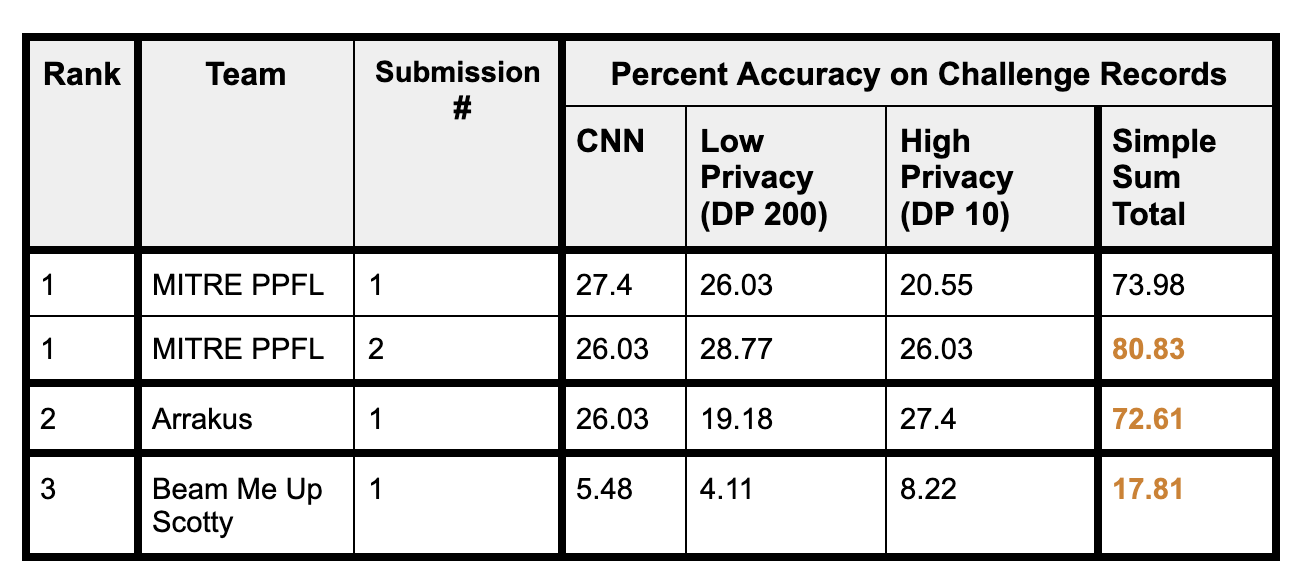 Rank Team Submission # Percent Accuracy on Challenge Records
CNN Low Privacy (DP 200) High Privacy (DP 10) Simple Sum Total
1 MITRE PPFL 1 27.4 26.03 20.55 73.98
1 MITRE PPFL 2 26.03 28.77 26.03 80.83
2 Arrakus 1 26.03 19.18 27.4 72.61
3 Beam Me Up Scotty 1 5.48 4.11 8.22 17.81